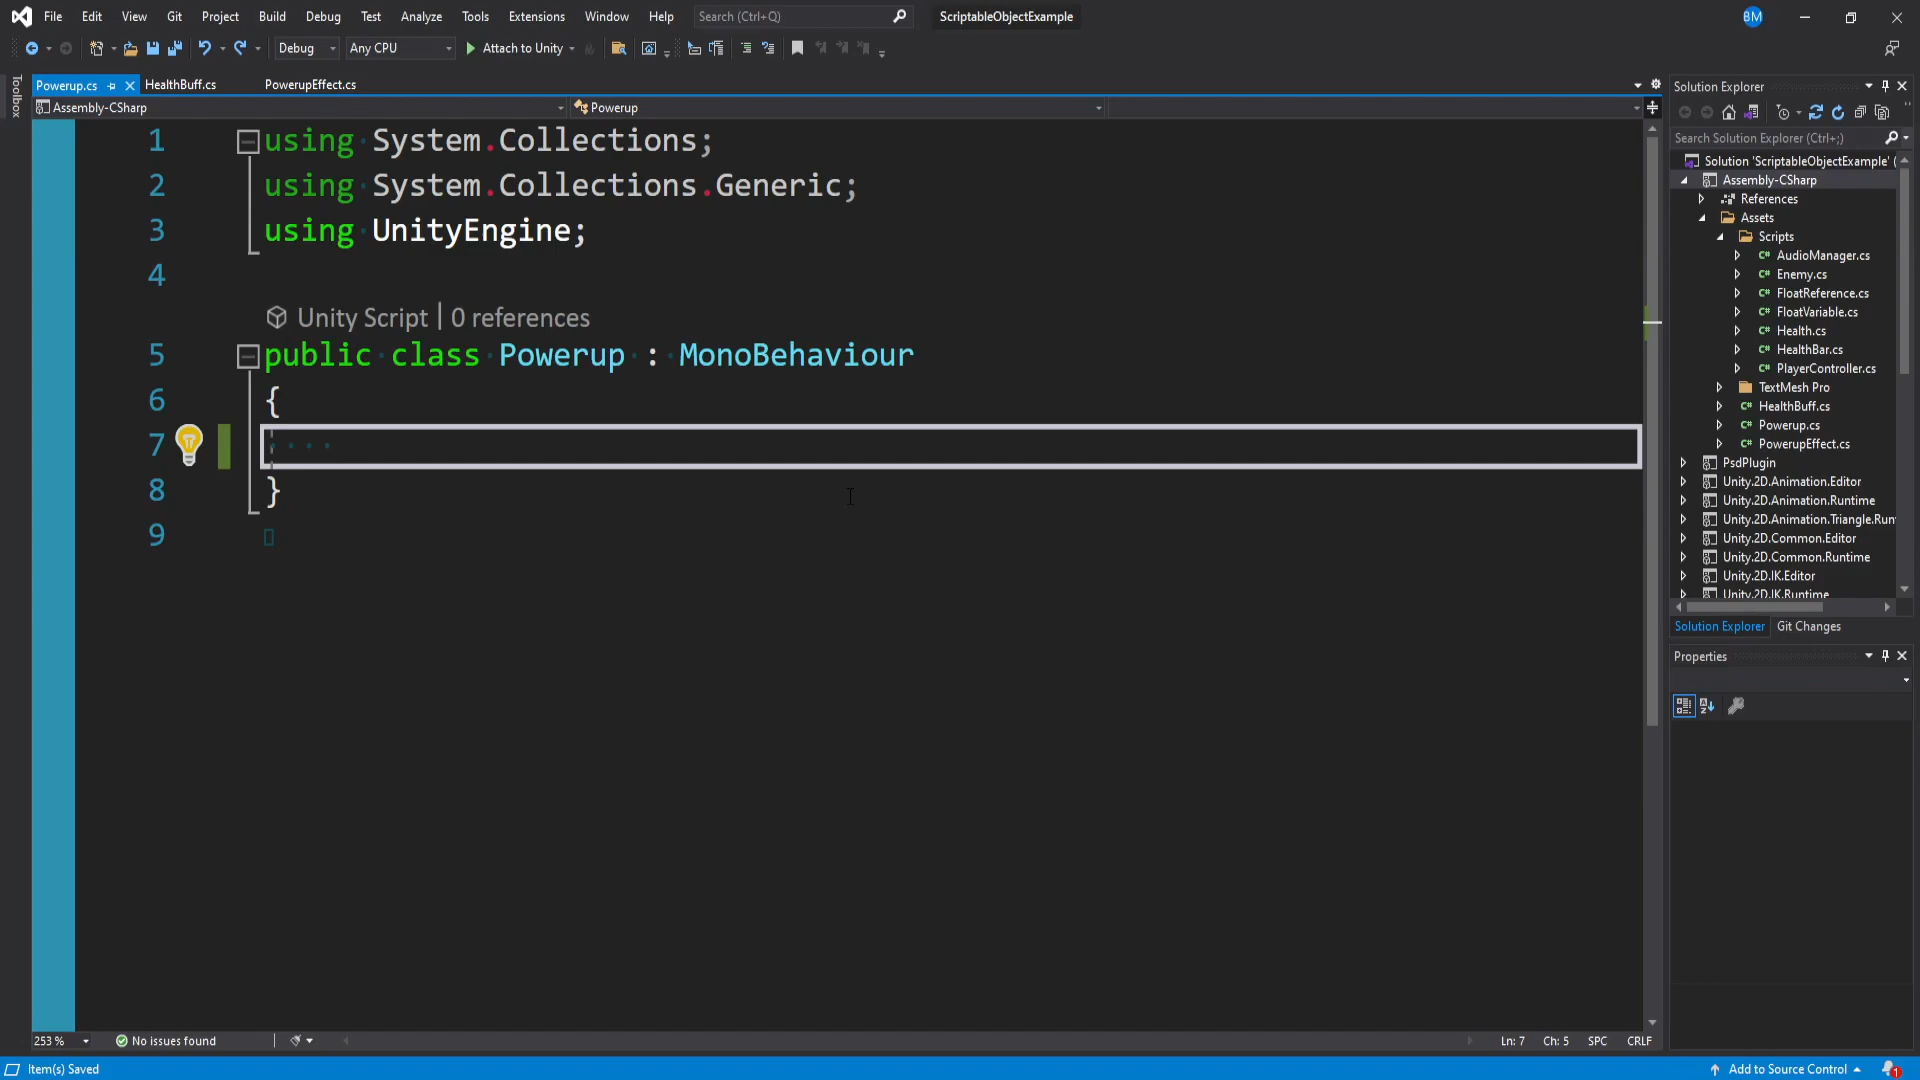 File Edit View Git Project Build Debug Test Analyze Tools Extensions Window Help Search (Ctrl+Q) ScriptableObjectExample BM
Debug Any CPU Attach to Unity
Toolbox
Powerup.cs HealthBuff.cs PowerupEffect.cs
Assembly-CSharp Powerup
1 using System.Collections;
2 using System.Collections.Generic;
3 using UnityEngine;
4
Unity Script | 0 references
5 public class Powerup : MonoBehaviour
6 {
7
8 }
9
253 % No issues found Ln: 7 Ch: 5 SPC CRLF
Solution Explorer
Search Solution Explorer (Ctrl+;)
Solution 'ScriptableObjectExample' (
Assembly-CSharp
References
Assets
Scripts
C# AudioManager.cs
C# Enemy.cs
C# FloatReference.cs
C# FloatVariable.cs
C# Health.cs
C# HealthBar.cs
C# PlayerController.cs
TextMesh Pro
C# HealthBuff.cs
C# Powerup.cs
C# PowerupEffect.cs
PsdPlugin
Unity.2D.Animation.Editor
Unity.2D.Animation.Runtime
Unity.2D.Animation.Triangle.Run
Unity.2D.Common.Editor
Unity.2D.Common.Runtime
Unity.2D.IK.Editor
Unity.2D.IK.Runtime
Solution Explorer Git Changes
Properties
Item(s) Saved Add to Source Control 1